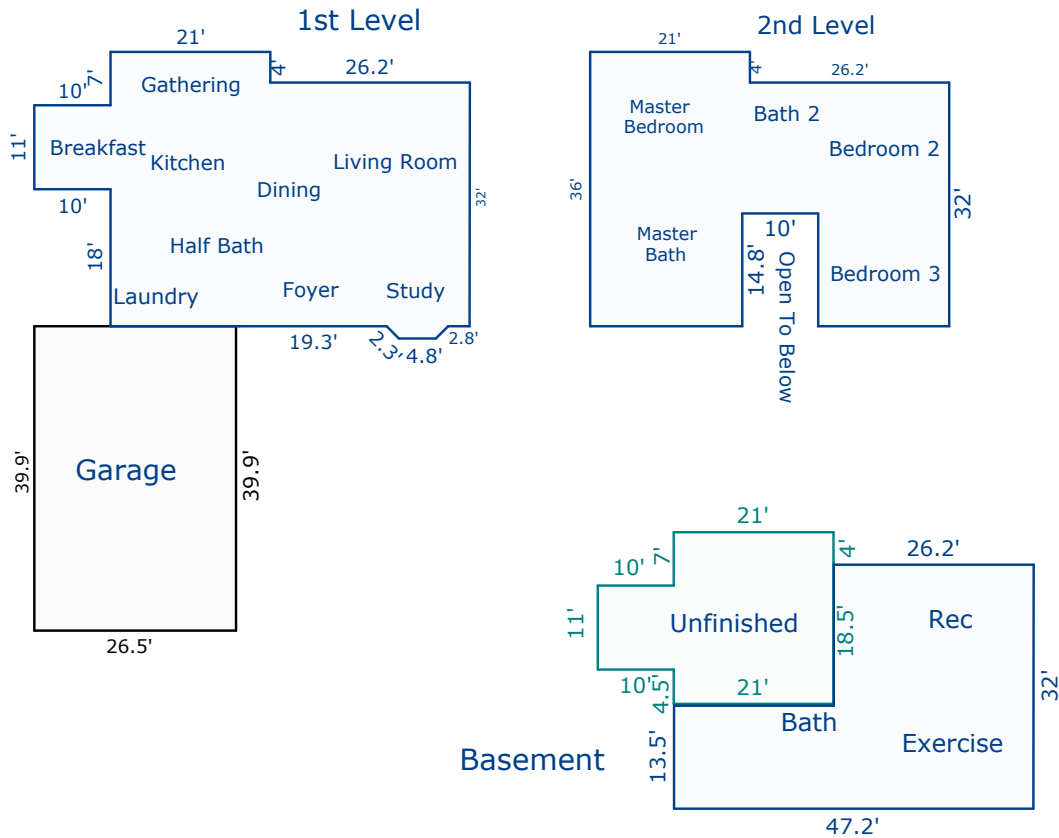 1st Level
21'
4'
26.2'
7'
10'
Gathering
11'
Breakfast
Kitchen
Living Room
Dining
32'
10'
18'
Half Bath
Laundry
Foyer
Study
19.3'
2.3'
4.8'
2.8'
39.9'
Garage
39.9'
26.5'
2nd Level
21'
4'
26.2'
Master
Bedroom
Bath 2
Bedroom 2
36'
32'
Master
Bath
10'
14.8'
Open To Below
Bedroom 3
21'
4'
26.2'
7'
10'
11'
Unfinished
18.5'
Rec
32'
10'
4.5'
21'
Bath
13.5'
Exercise
Basement
47.2'